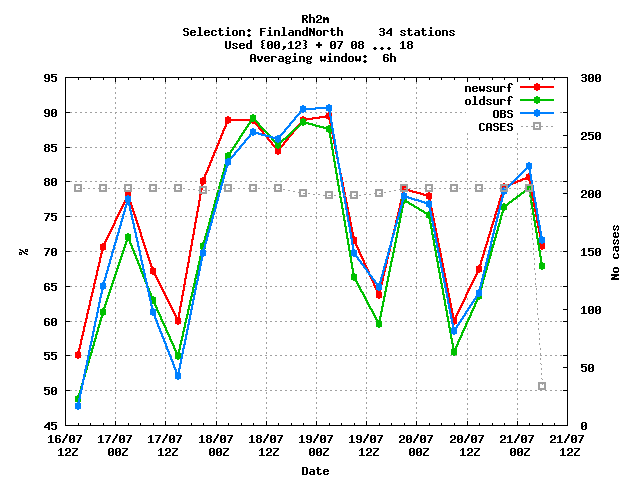 Rh2m
Selection: FinlandNorth     34 stations
Used {00,12} + 07 08 ... 18
Averaging window:  6h
95
90
85
80
75
70
65
60
55
50
45
%
300
250
200
150
100
50
0
No cases
newsurf
oldsurf
OBS
CASES
16/07 17/07 17/07 18/07 18/07 19/07 19/07 20/07 20/07 21/07 21/07
12Z 00Z 12Z 00Z 12Z 00Z 12Z 00Z 12Z 00Z 12Z
Date